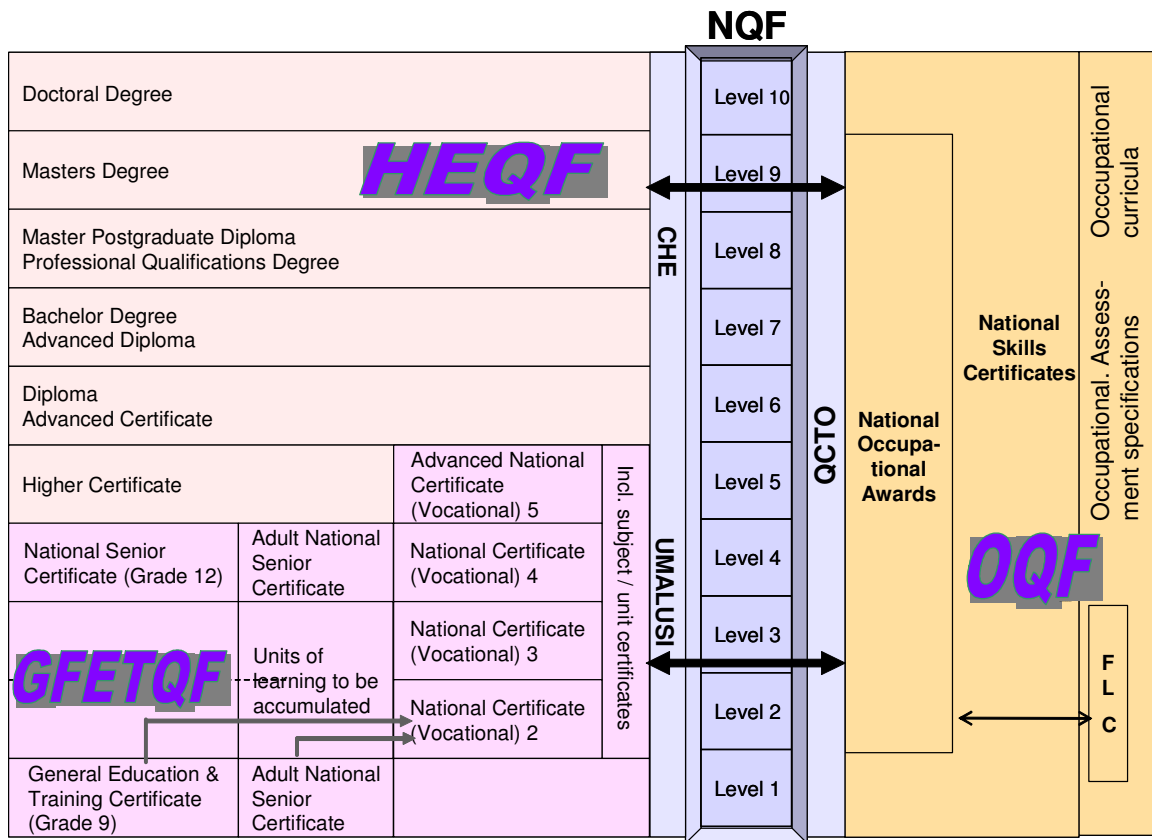 NQF
Doctoral Degree
Level 10
Masters Degree
HEQF
Level 9
Master Postgraduate Diploma
Professional Qualifications Degree
Level 8
Bachelor Degree
Advanced Diploma
Level 7
Diploma
Advanced Certificate
Level 6
Higher Certificate
Advanced National
Certificate
(Vocational) 5
Level 5
National Senior
Certificate (Grade 12)
Adult National
Senior
Certificate
National Certificate
(Vocational) 4
Level 4
GFETQF
Units of
learning to be
accumulated
National Certificate
(Vocational) 3
Level 3
National Certificate
(Vocational) 2
Level 2
General Education &
Training Certificate
(Grade 9)
Adult National
Senior
Certificate
Level 1
Incl. subject / unit certificates
CHE
UMALUSI
QCTO
National
Occupa-
tional
Awards
National
Skills
Certificates
OQF
Occcupational
curricula
Occupational. Assess-
ment specifications
F
L
C